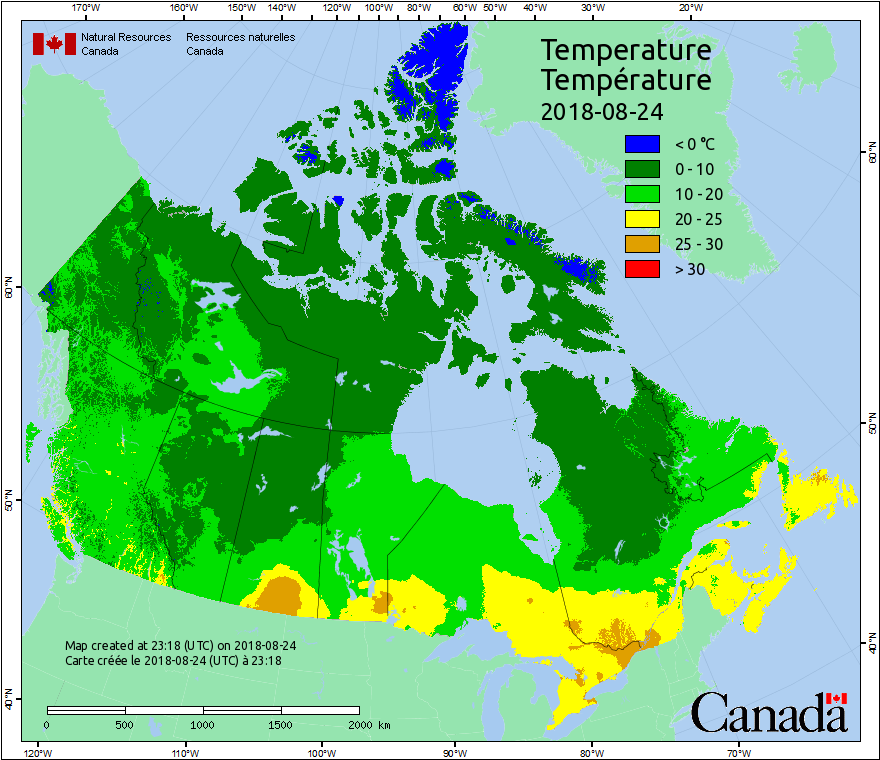 170°W 160°W 150°W 140°W 130°W 120°W 110°W 100°W 90°W 80°W 70°W 60°W 50°W 40°W 30°W 20°W
Natural Resources Canada
Ressources naturelles Canada
Temperature
Température
2018-08-24
< 0 °C
0 - 10
10 - 20
20 - 25
25 - 30
> 30
60°N
60°N
50°N
50°N
40°N
40°N
Map created at 23:18 (UTC) on 2018-08-24
Carte créée le 2018-08-24 (UTC) à 23:18
0 500 1000 1500 2000 km
Canada
120°W 110°W 100°W 90°W 80°W 70°W